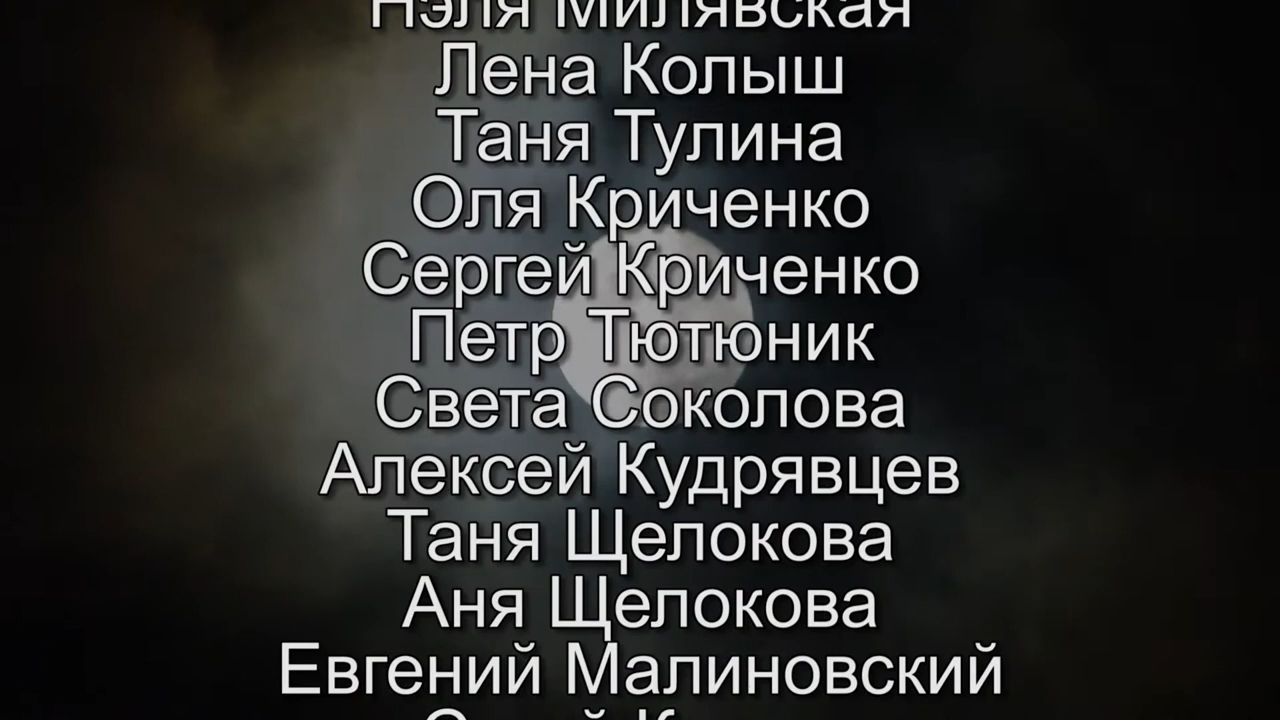 Нэля Милявская
Лена Колыш
Таня Тулина
Оля Криченко
Сергей Криченко
Петр Тютюник
Света Соколова
Алексей Кудрявцев
Таня Щелокова
Аня Щелокова
Евгений Малиновский